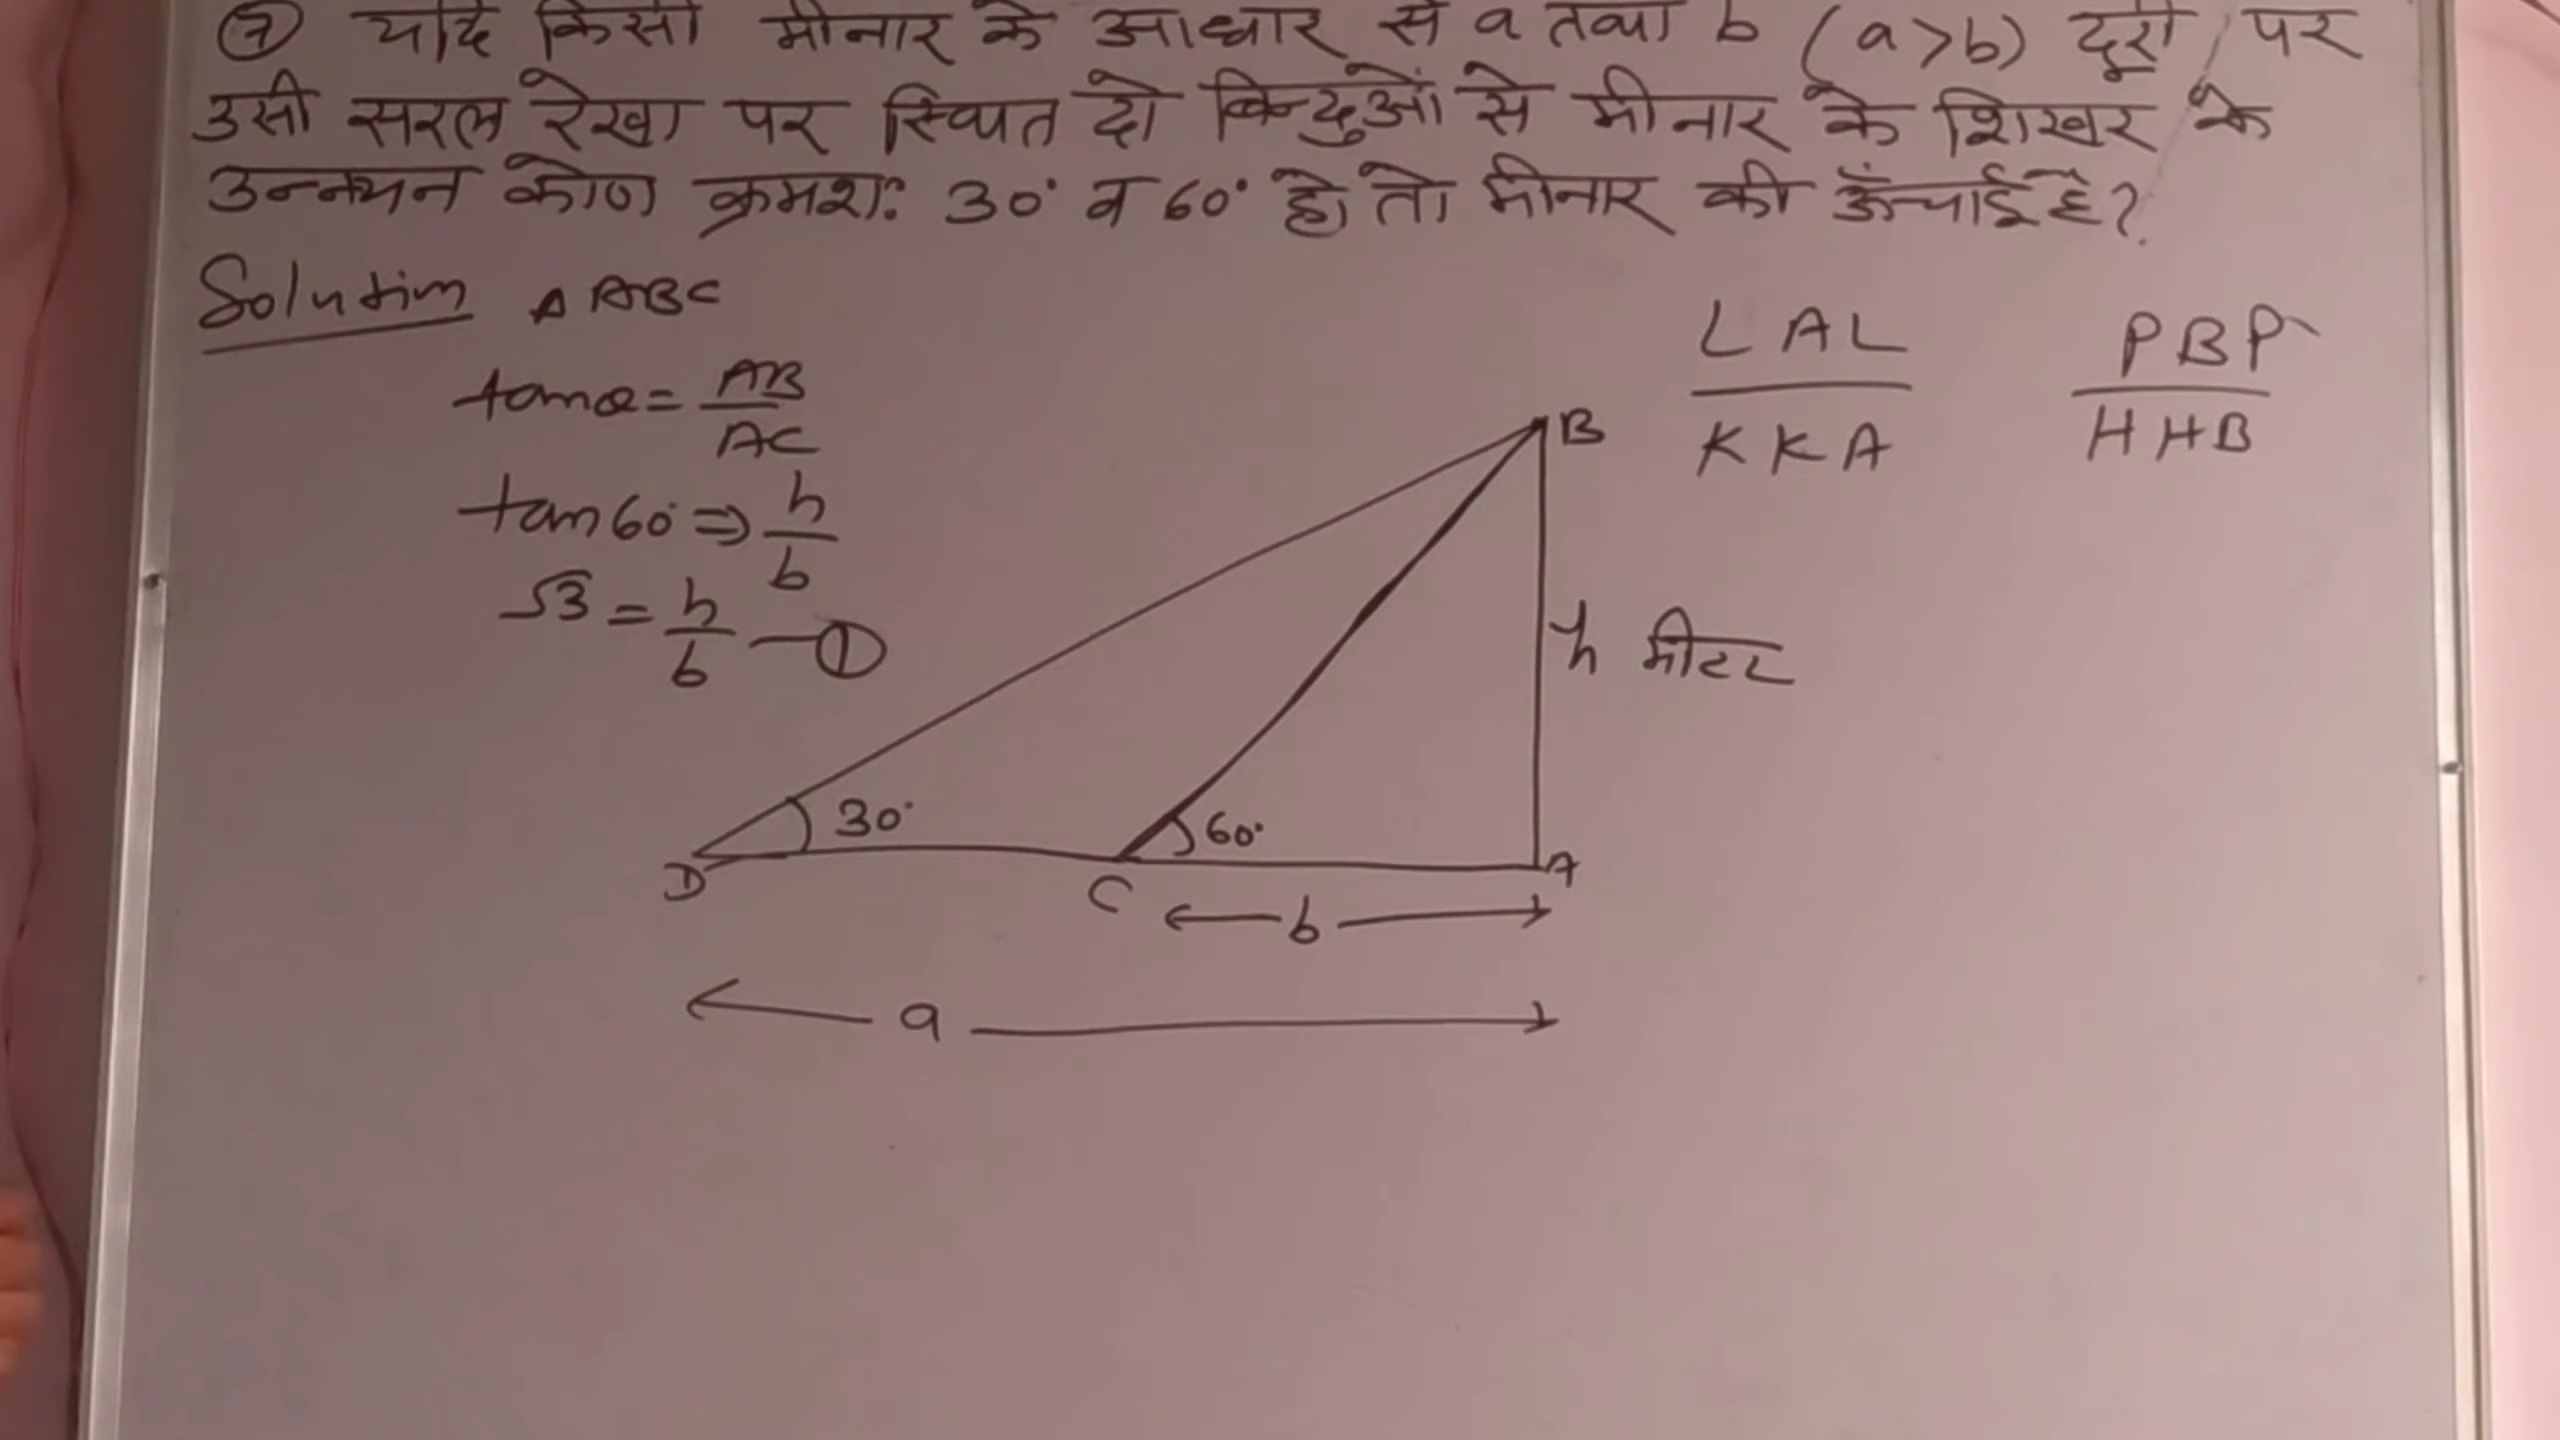 ⑦ यदि किसी मीनार के आधार से a तथा b (a>b) दूरी पर
उसी सरल रेखा पर स्थित दो बिन्दुओं से मीनार के शिखर के
उन्नयन कोण क्रमश: 30° व 60° हो तो मीनार की ऊँचाई है?
Solution △ ABC
tanθ = AB/AC
tan60° ⇒ h/b
√3 = h/b —①
LAL/KKA
PBP/HHB
B
h मीटर
30°
60°
D
C
A
b
a